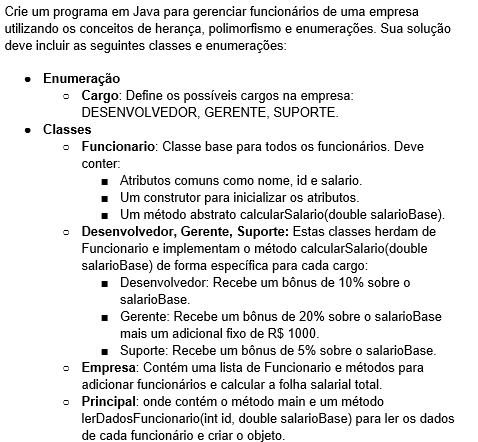 Crie um programa em Java para gerenciar funcionários de uma empresa
utilizando os conceitos de herança, polimorfismo e enumerações. Sua solução
deve incluir as seguintes classes e enumerações:
● Enumeração
○ Cargo: Define os possíveis cargos na empresa:
DESENVOLVEDOR, GERENTE, SUPORTE.
● Classes
○ Funcionario: Classe base para todos os funcionários. Deve
conter:
■ Atributos comuns como nome, id e salario.
■ Um construtor para inicializar os atributos.
■ Um método abstrato calcularSalario(double salarioBase).
○ Desenvolvedor, Gerente, Suporte: Estas classes herdam de
Funcionario e implementam o método calcularSalario(double
salarioBase) de forma específica para cada cargo:
■ Desenvolvedor: Recebe um bônus de 10% sobre o
salarioBase.
■ Gerente: Recebe um bônus de 20% sobre o salarioBase
mais um adicional fixo de R$ 1000.
■ Suporte: Recebe um bônus de 5% sobre o salarioBase.
○ Empresa: Contém uma lista de Funcionario e métodos para
adicionar funcionários e calcular a folha salarial total.
○ Principal: onde contém o método main e um método
lerDadosFuncionario(int id, double salarioBase) para ler os dados
de cada funcionário e criar o objeto.